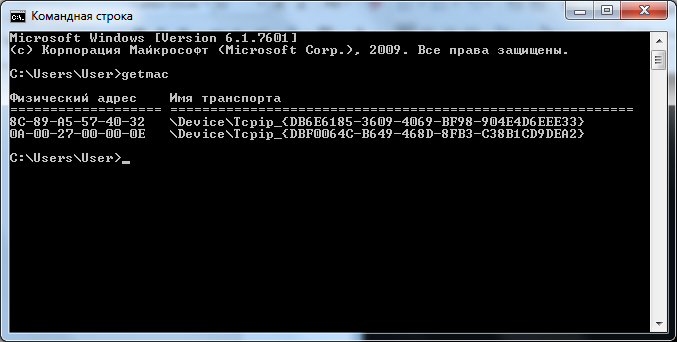 Командная строка
Microsoft Windows [Version 6.1.7601]
(c) Корпорация Майкрософт (Microsoft Corp.), 2009. Все права защищены.
C:\Users\User>getmac
Физический адрес    Имя транспорта
=================== ==========================================================
8C-89-A5-57-40-32   \Device\Tcpip_{DB6E6185-3609-4069-BF98-904E4D6EEE33}
0A-00-27-00-00-0E   \Device\Tcpip_{DBF0064C-B649-468D-8FB3-C38B1CD9DEA2}
C:\Users\User>_